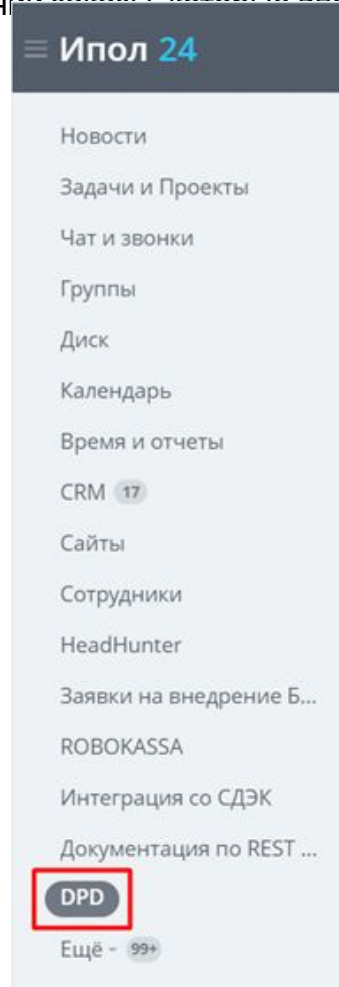 Ипол 24
Новости
Задачи и Проекты
Чат и звонки
Группы
Диск
Календарь
Время и отчеты
CRM 17
Сайты
Сотрудники
HeadHunter
Заявки на внедрение Б...
ROBOKASSA
Интеграция со СДЭК
Документация по REST ...
DPD
Ещё - 99+